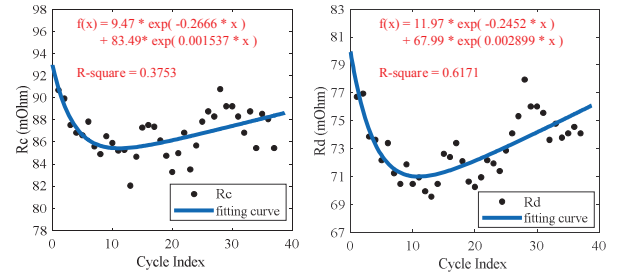 f(x) = 9.47 * exp( -0.2666 * x )
+ 83.49* exp( 0.001537 * x )
R-square = 0.3753
98
96
94
92
90
88
86
84
82
80
78
Rc (mOhm)
0 10 20 30 40
Cycle Index
Rc
fitting curve
f(x) = 11.97 * exp( -0.2452 * x )
+ 67.99 * exp( 0.002899 * x )
R-square = 0.6171
83
81
79
77
75
73
71
69
67
Rd (mOhm)
0 10 20 30 40
Cycle Index
Rd
fitting curve